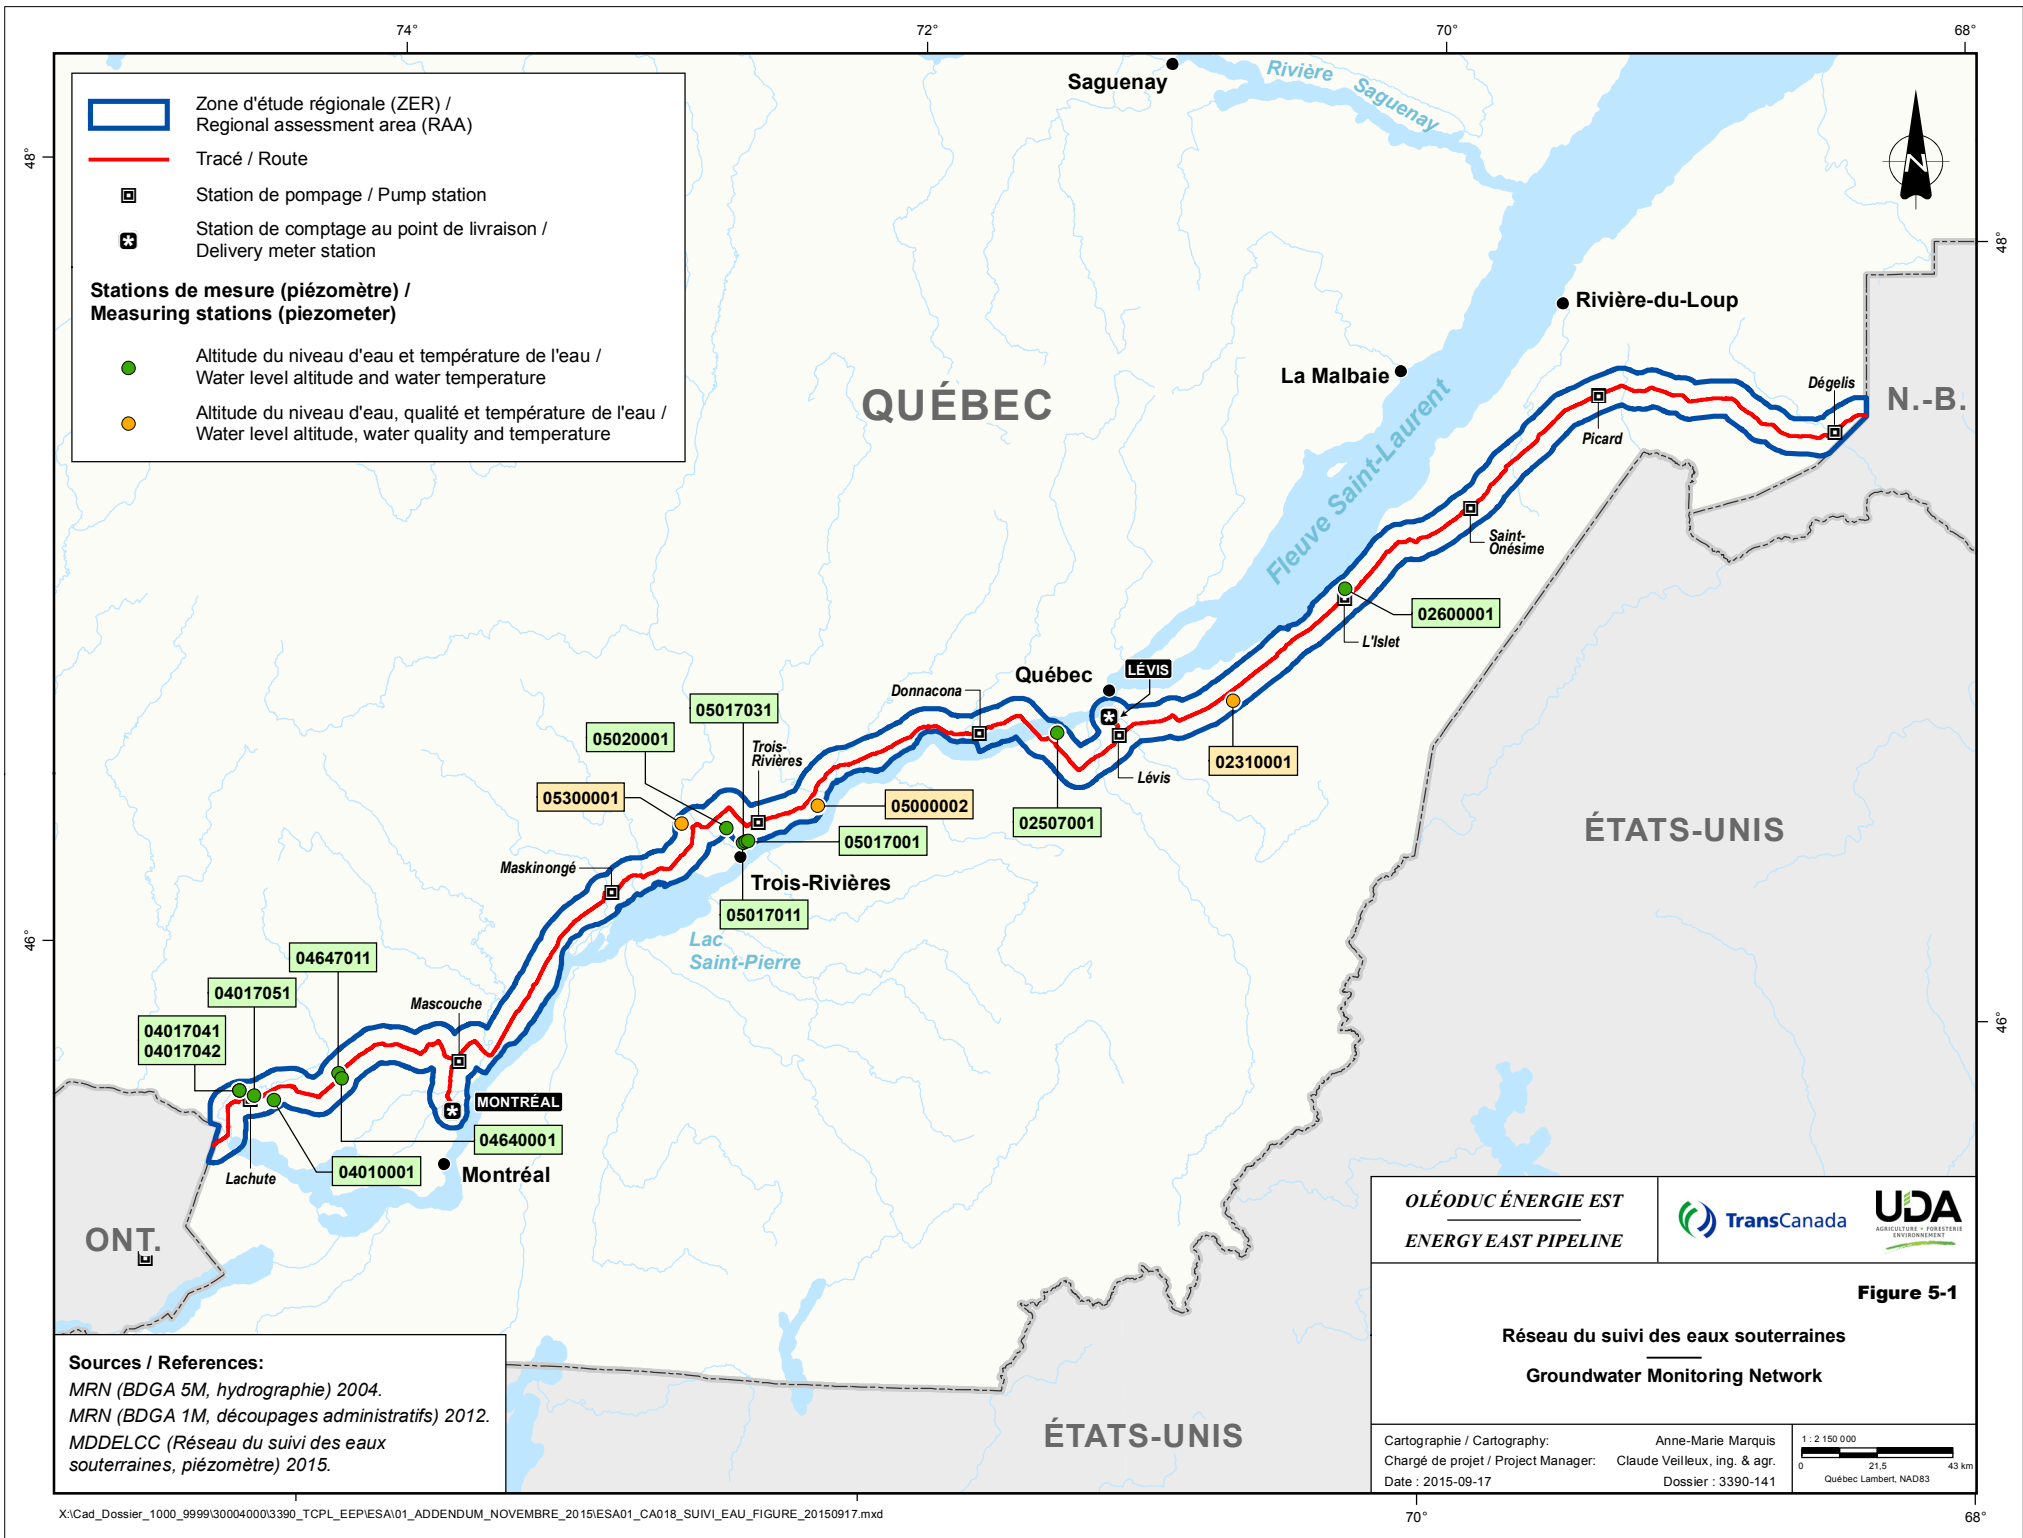 74°
72°
70°
68°
48°
48°
46°
46°
70°
68°
Zone d'étude régionale (ZER) /
Regional assessment area (RAA)
Tracé / Route
Station de pompage / Pump station
Station de comptage au point de livraison /
Delivery meter station
Stations de mesure (piézomètre) /
Measuring stations (piezometer)
Altitude du niveau d'eau et température de l'eau /
Water level altitude and water temperature
Altitude du niveau d'eau, qualité et température de l'eau /
Water level altitude, water quality and temperature
Saguenay
Rivière
Saguenay
N
Rivière-du-Loup
La Malbaie
QUÉBEC
Fleuve Saint-Laurent
Dégelis
N.-B.
Picard
Saint-
Onésime
02600001
L'Islet
Québec
LÉVIS
Donnacona
05017031
05020001
Trois-
Rivières
02310001
Lévis
05300001
05000002
02507001
05017001
ÉTATS-UNIS
Maskinongé
Trois-Rivières
05017011
Lac
Saint-Pierre
04647011
04017051
Mascouche
04017041
04017042
MONTRÉAL
04640001
04010001
Lachute
Montréal
ONT.
ÉTATS-UNIS
Sources / References:
MRN (BDGA 5M, hydrographie) 2004.
MRN (BDGA 1M, découpages administratifs) 2012.
MDDELCC (Réseau du suivi des eaux
souterraines, piézomètre) 2015.
OLÉODUC ÉNERGIE EST
ENERGY EAST PIPELINE
TransCanada
UDA
AGRICULTURE • FORESTERIE
ENVIRONNEMENT
Figure 5-1
Réseau du suivi des eaux souterraines
Groundwater Monitoring Network
Cartographie / Cartography: Anne-Marie Marquis
Chargé de projet / Project Manager: Claude Veilleux, ing. & agr.
Date : 2015-09-17 Dossier : 3390-141
1 : 2 150 000
0 21,5 43 km
Québec Lambert, NAD83
X:\Cad_Dossier_1000_9999\30004000\3390_TCPL_EEP\ESA\01_ADDENDUM_NOVEMBRE_2015\ESA01_CA018_SUIVI_EAU_FIGURE_20150917.mxd